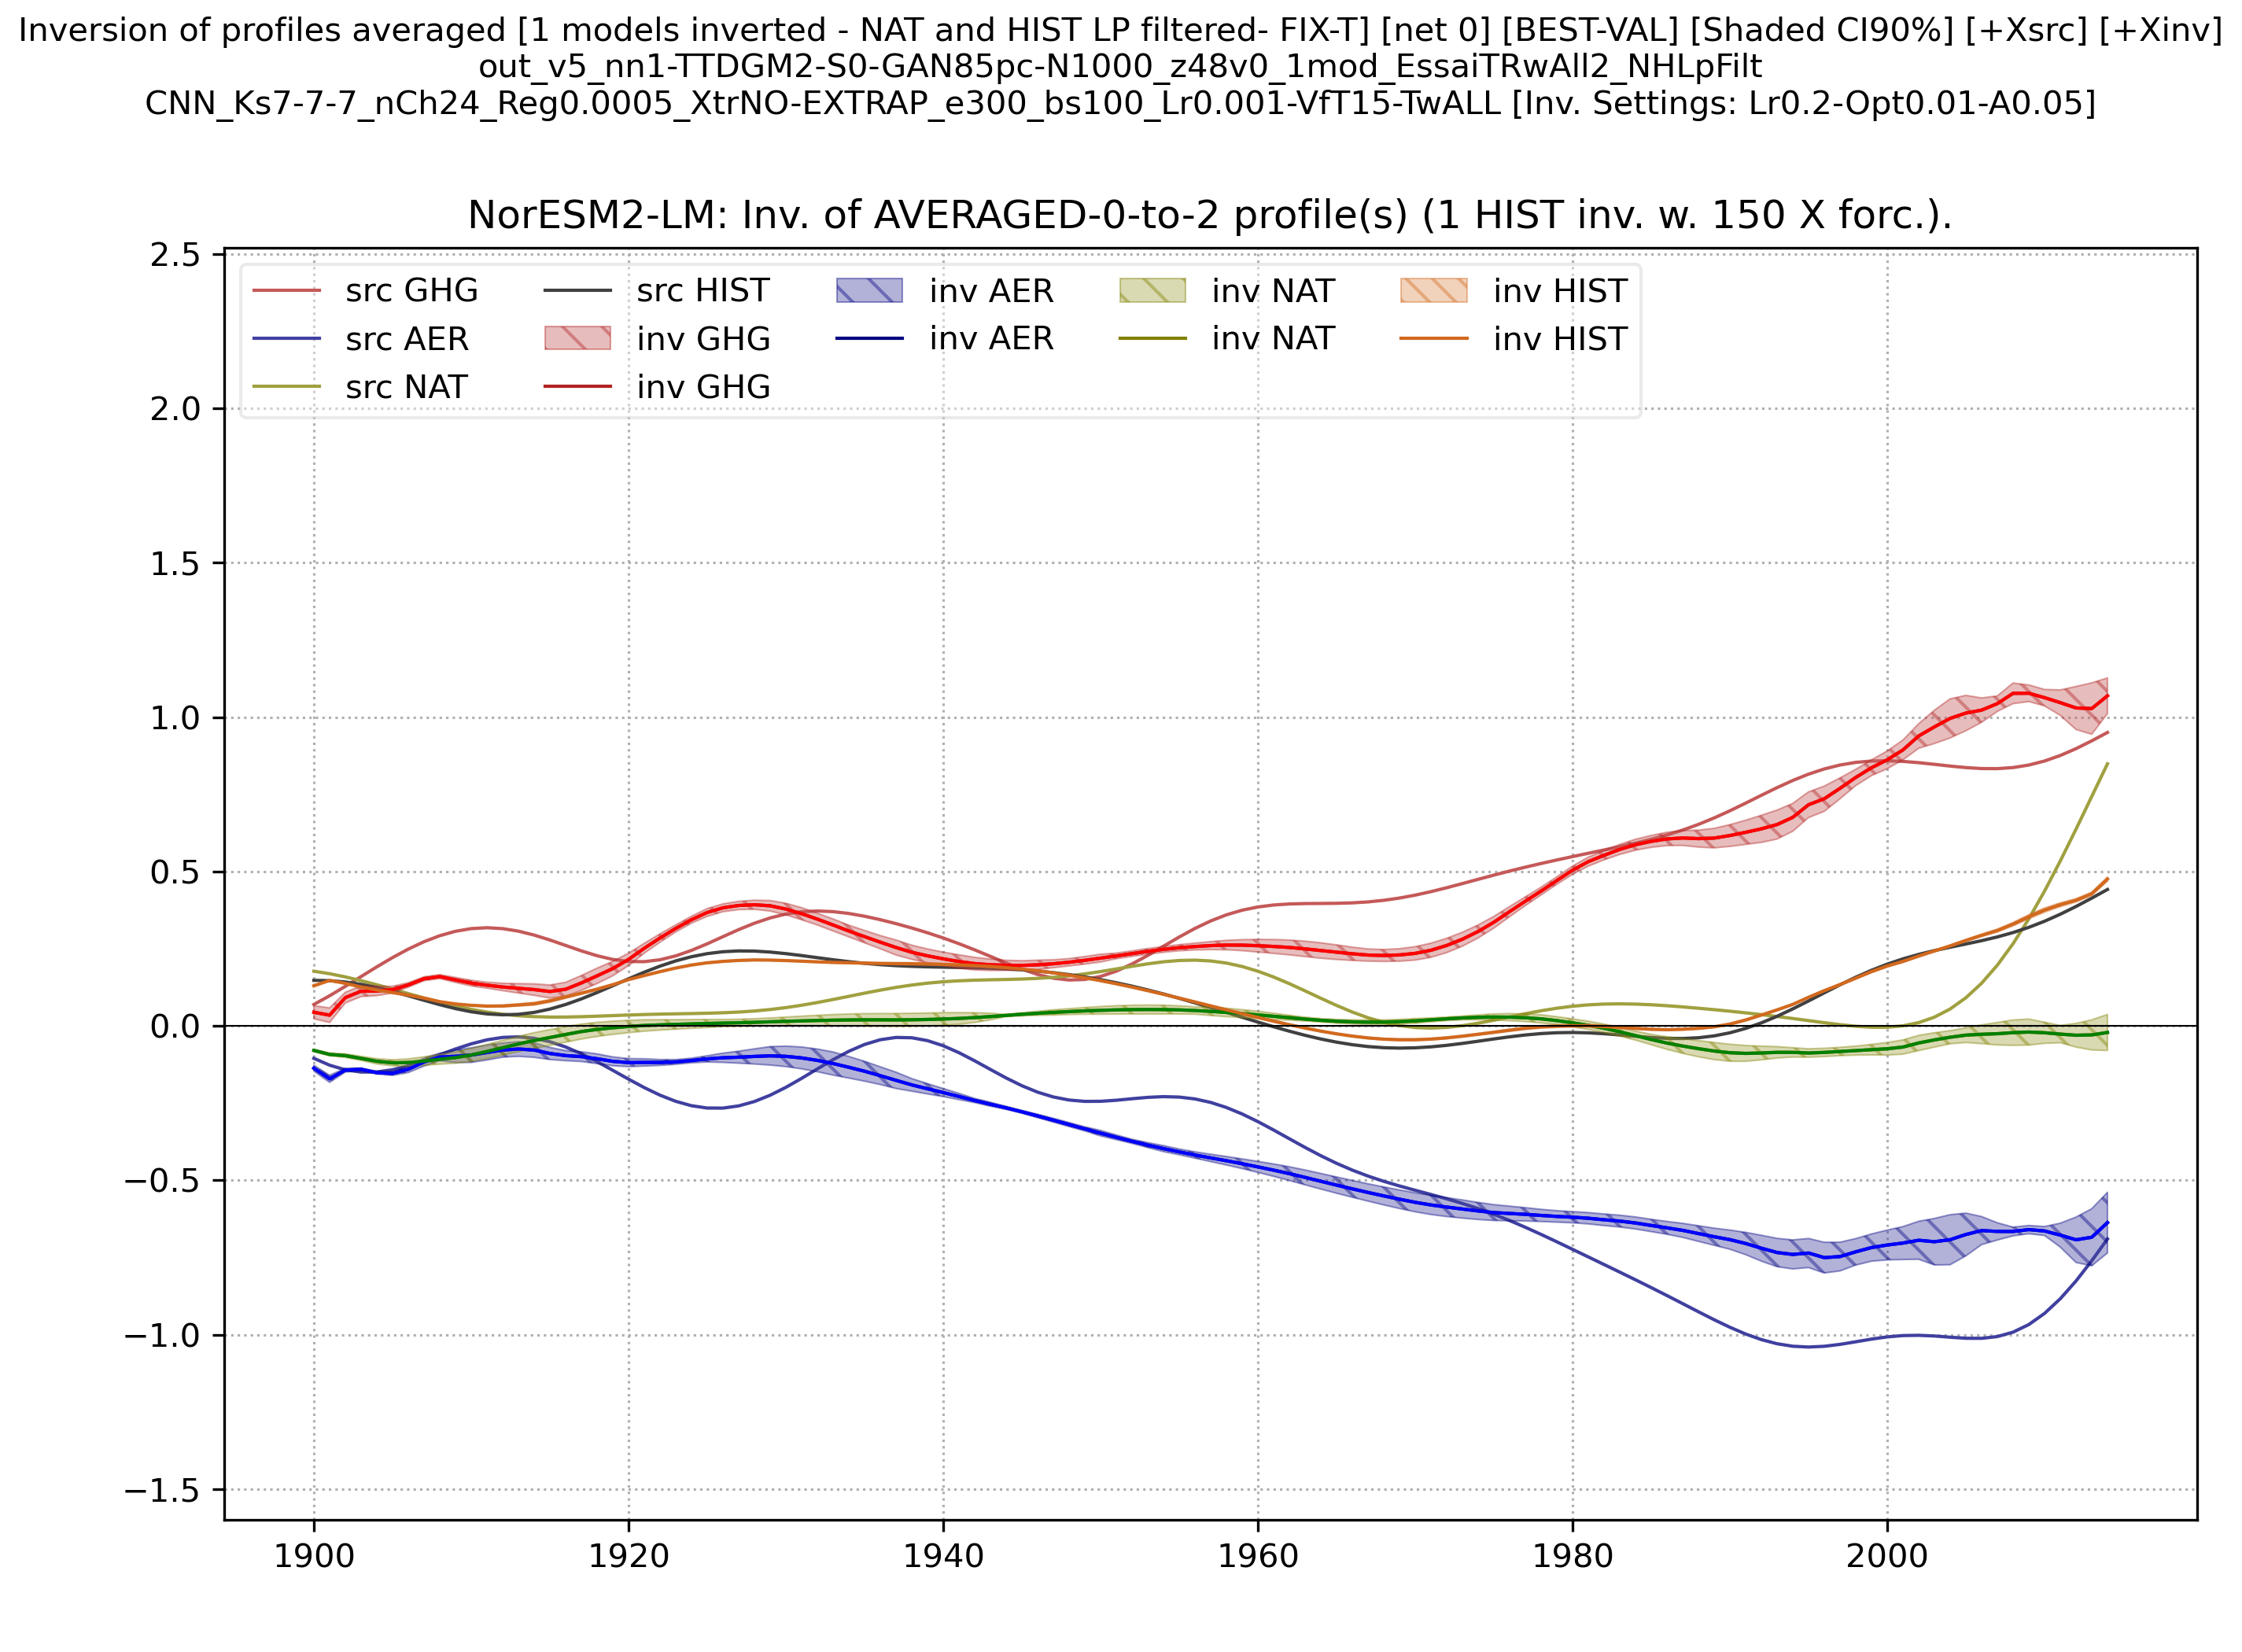 Inversion of profiles averaged [1 models inverted - NAT and HIST LP filtered- FIX-T] [net 0] [BEST-VAL] [Shaded CI90%] [+Xsrc] [+Xinv]
out_v5_nn1-TTDGM2-S0-GAN85pc-N1000_z48v0_1mod_EssaiTRwAll2_NHLpFilt
CNN_Ks7-7-7_nCh24_Reg0.0005_XtrNO-EXTRAP_e300_bs100_Lr0.001-VfT15-TwALL [Inv. Settings: Lr0.2-Opt0.01-A0.05]
NorESM2-LM: Inv. of AVERAGED-0-to-2 profile(s) (1 HIST inv. w. 150 X forc.).
src GHG
src AER
src NAT
src HIST
inv GHG
inv GHG
inv AER
inv AER
inv NAT
inv NAT
inv HIST
inv HIST
2.5
2.0
1.5
1.0
0.5
0.0
−0.5
−1.0
−1.5
1900 1920 1940 1960 1980 2000